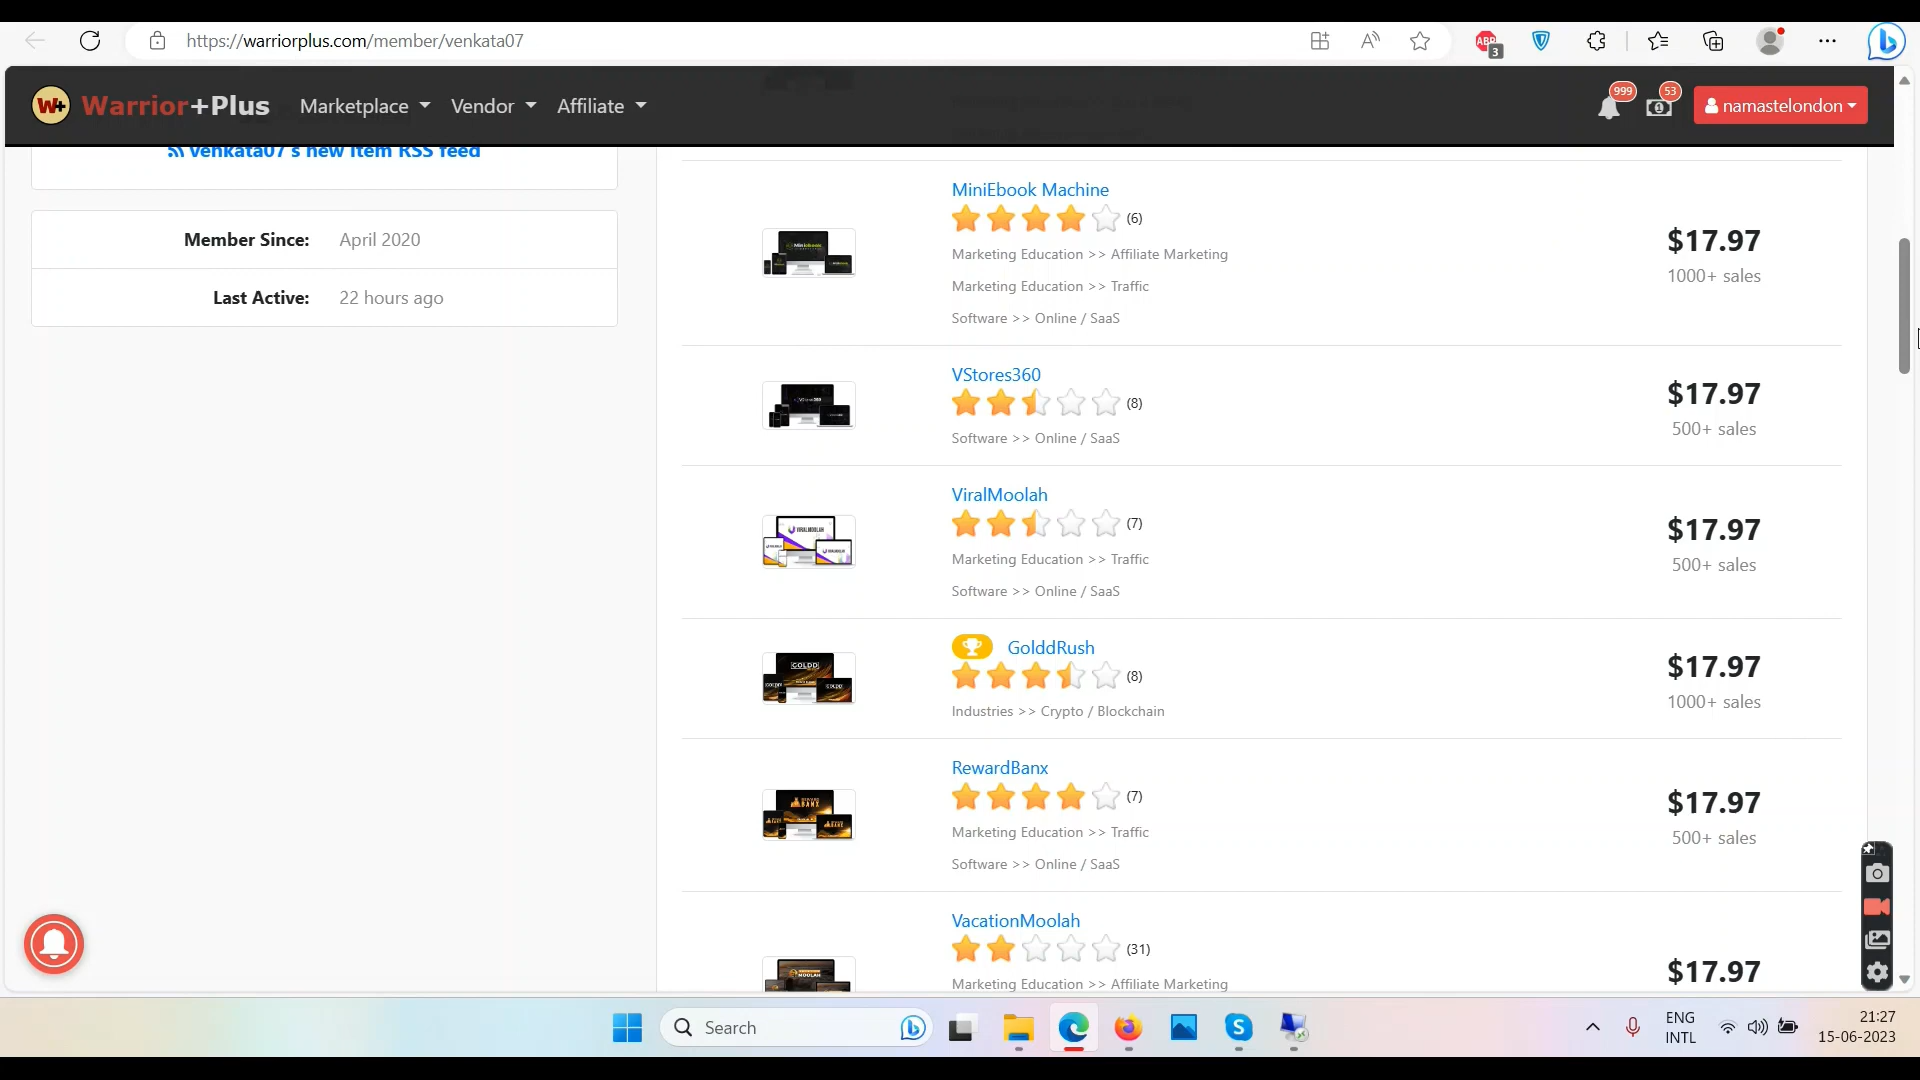 https://warriorplus.com/member/venkata07
ABP
3
W+ Warrior+Plus Marketplace Vendor Affiliate
999
53
namastelondon
venkata07's new item RSS feed
Member Since: April 2020
Last Active: 22 hours ago
MiniEbook Machine
(6)
Marketing Education >> Affiliate Marketing
Marketing Education >> Traffic
Software >> Online / SaaS
$17.97
1000+ sales
VStores360
(8)
Software >> Online / SaaS
$17.97
500+ sales
ViralMoolah
(7)
Marketing Education >> Traffic
Software >> Online / SaaS
$17.97
500+ sales
GolddRush
(8)
Industries >> Crypto / Blockchain
$17.97
1000+ sales
RewardBanx
(7)
Marketing Education >> Traffic
Software >> Online / SaaS
$17.97
500+ sales
VacationMoolah
(31)
Marketing Education >> Affiliate Marketing
$17.97
Search
ENG
INTL
21:27
15-06-2023